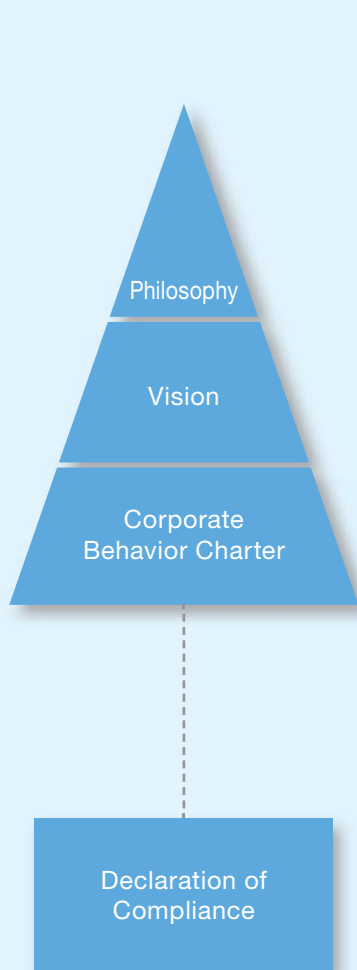 Philosophy
Vision
Corporate
Behavior Charter
Declaration of
Compliance